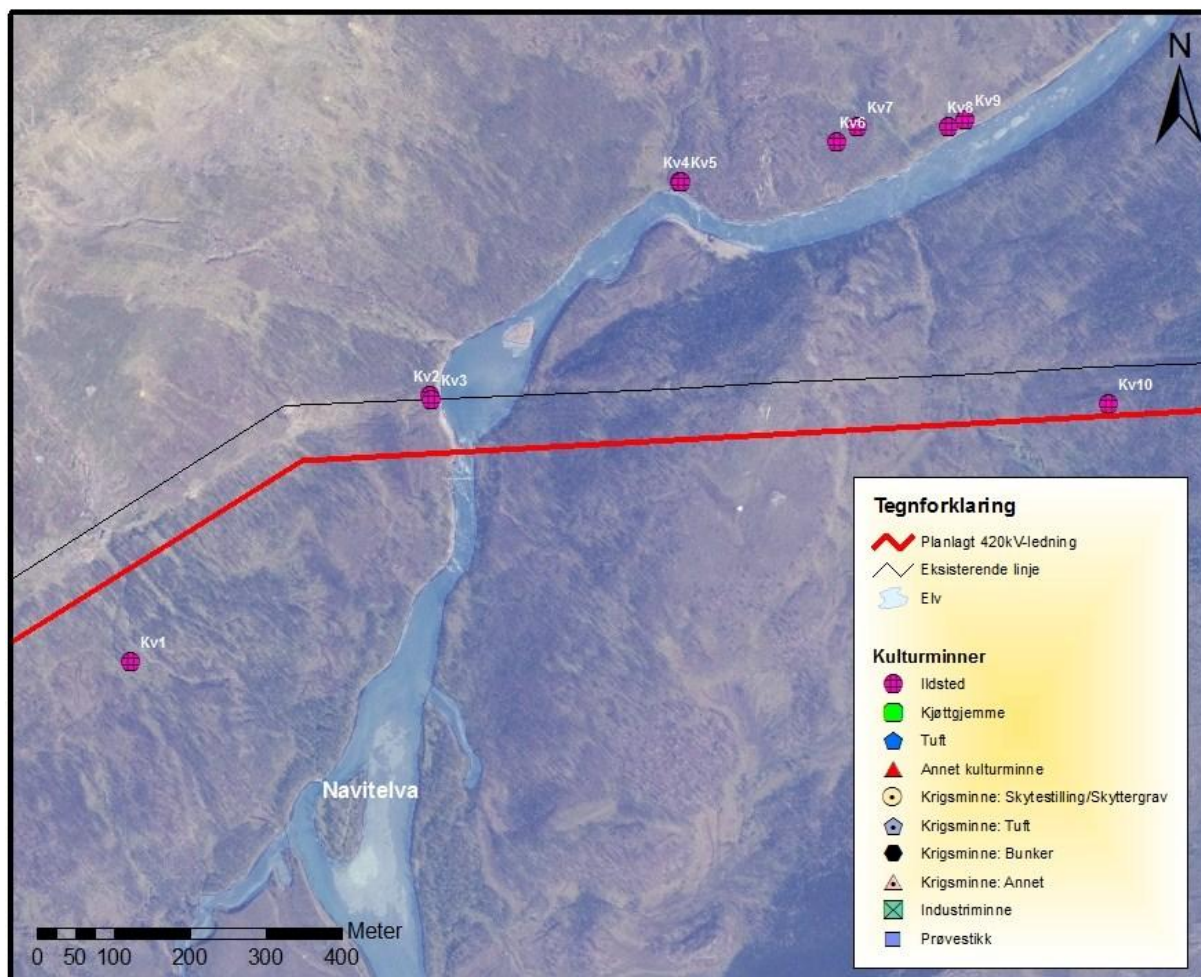 N
Kv9
Kv8
Kv7
Kv6
Kv4 Kv5
Kv2 Kv3
Kv10
Kv1
Navitelva
Tegnforklaring
Planlagt 420kV-ledning
Eksisterende linje
Elv
Kulturminner
Ildsted
Kjøttgjemme
Tuft
Annet kulturminne
Krigsminne: Skytestilling/Skyttergrav
Krigsminne: Tuft
Krigsminne: Bunker
Krigsminne: Annet
Industriminne
Prøvestikk
Meter
0 50 100 200 300 400